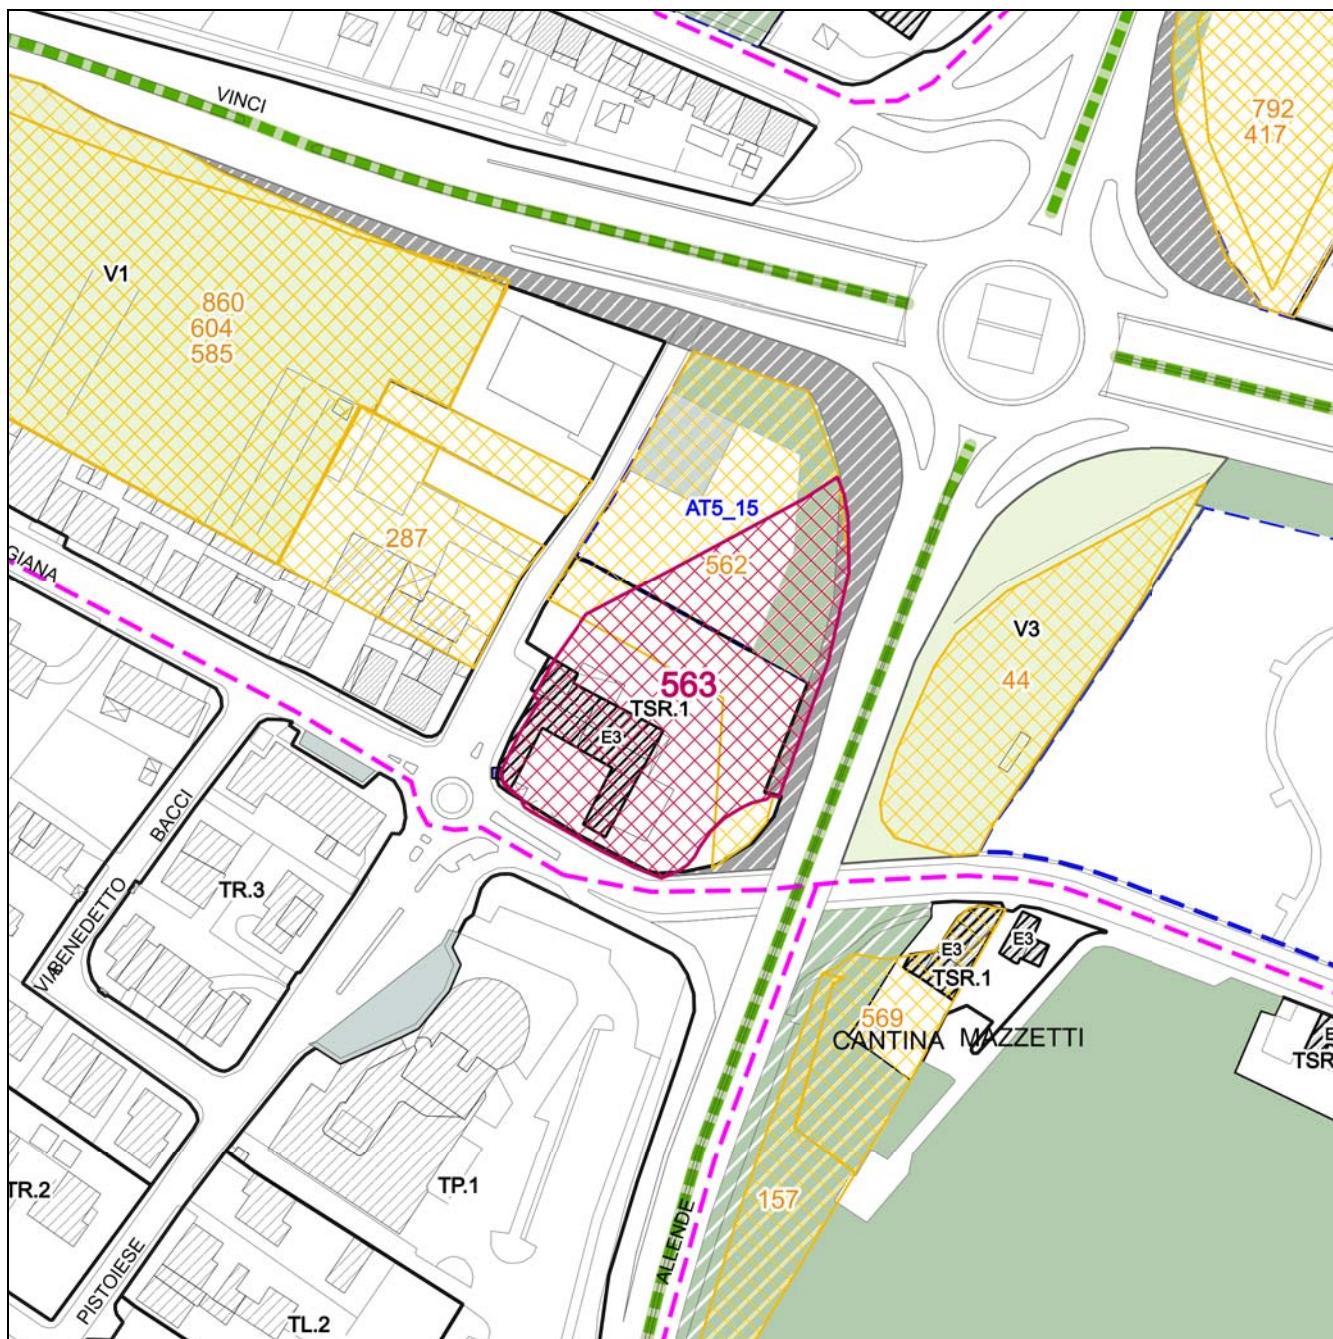 VINCI
792
417
V1
860
604
585
AT5_15
287
562
GIANA
V3
44
563
TSR.1
E3
BACCI
TR.3
BENEDETTO
VIA
E3
E3
TSR.1
569
CANTINA MAZZETTI
TSR
TR.2
TP.1
157
ALLENDE
PISTOIESE
TL.2